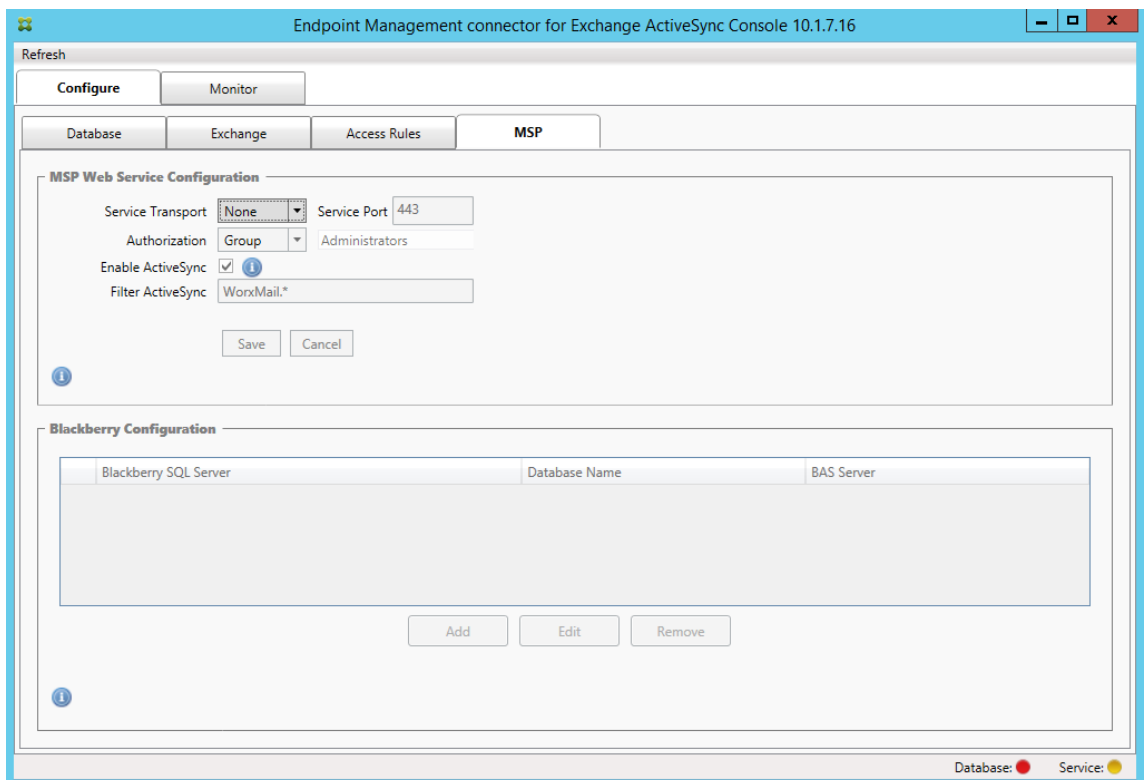 Endpoint Management connector for Exchange ActiveSync Console 10.1.7.16
Refresh
Configure Monitor
Database Exchange Access Rules MSP
MSP Web Service Configuration
Service Transport None Service Port 443
Authorization Group Administrators
Enable ActiveSync
Filter ActiveSync WorxMail.*
Save Cancel
Blackberry Configuration
Blackberry SQL Server Database Name BAS Server
Add Edit Remove
Database: Service: